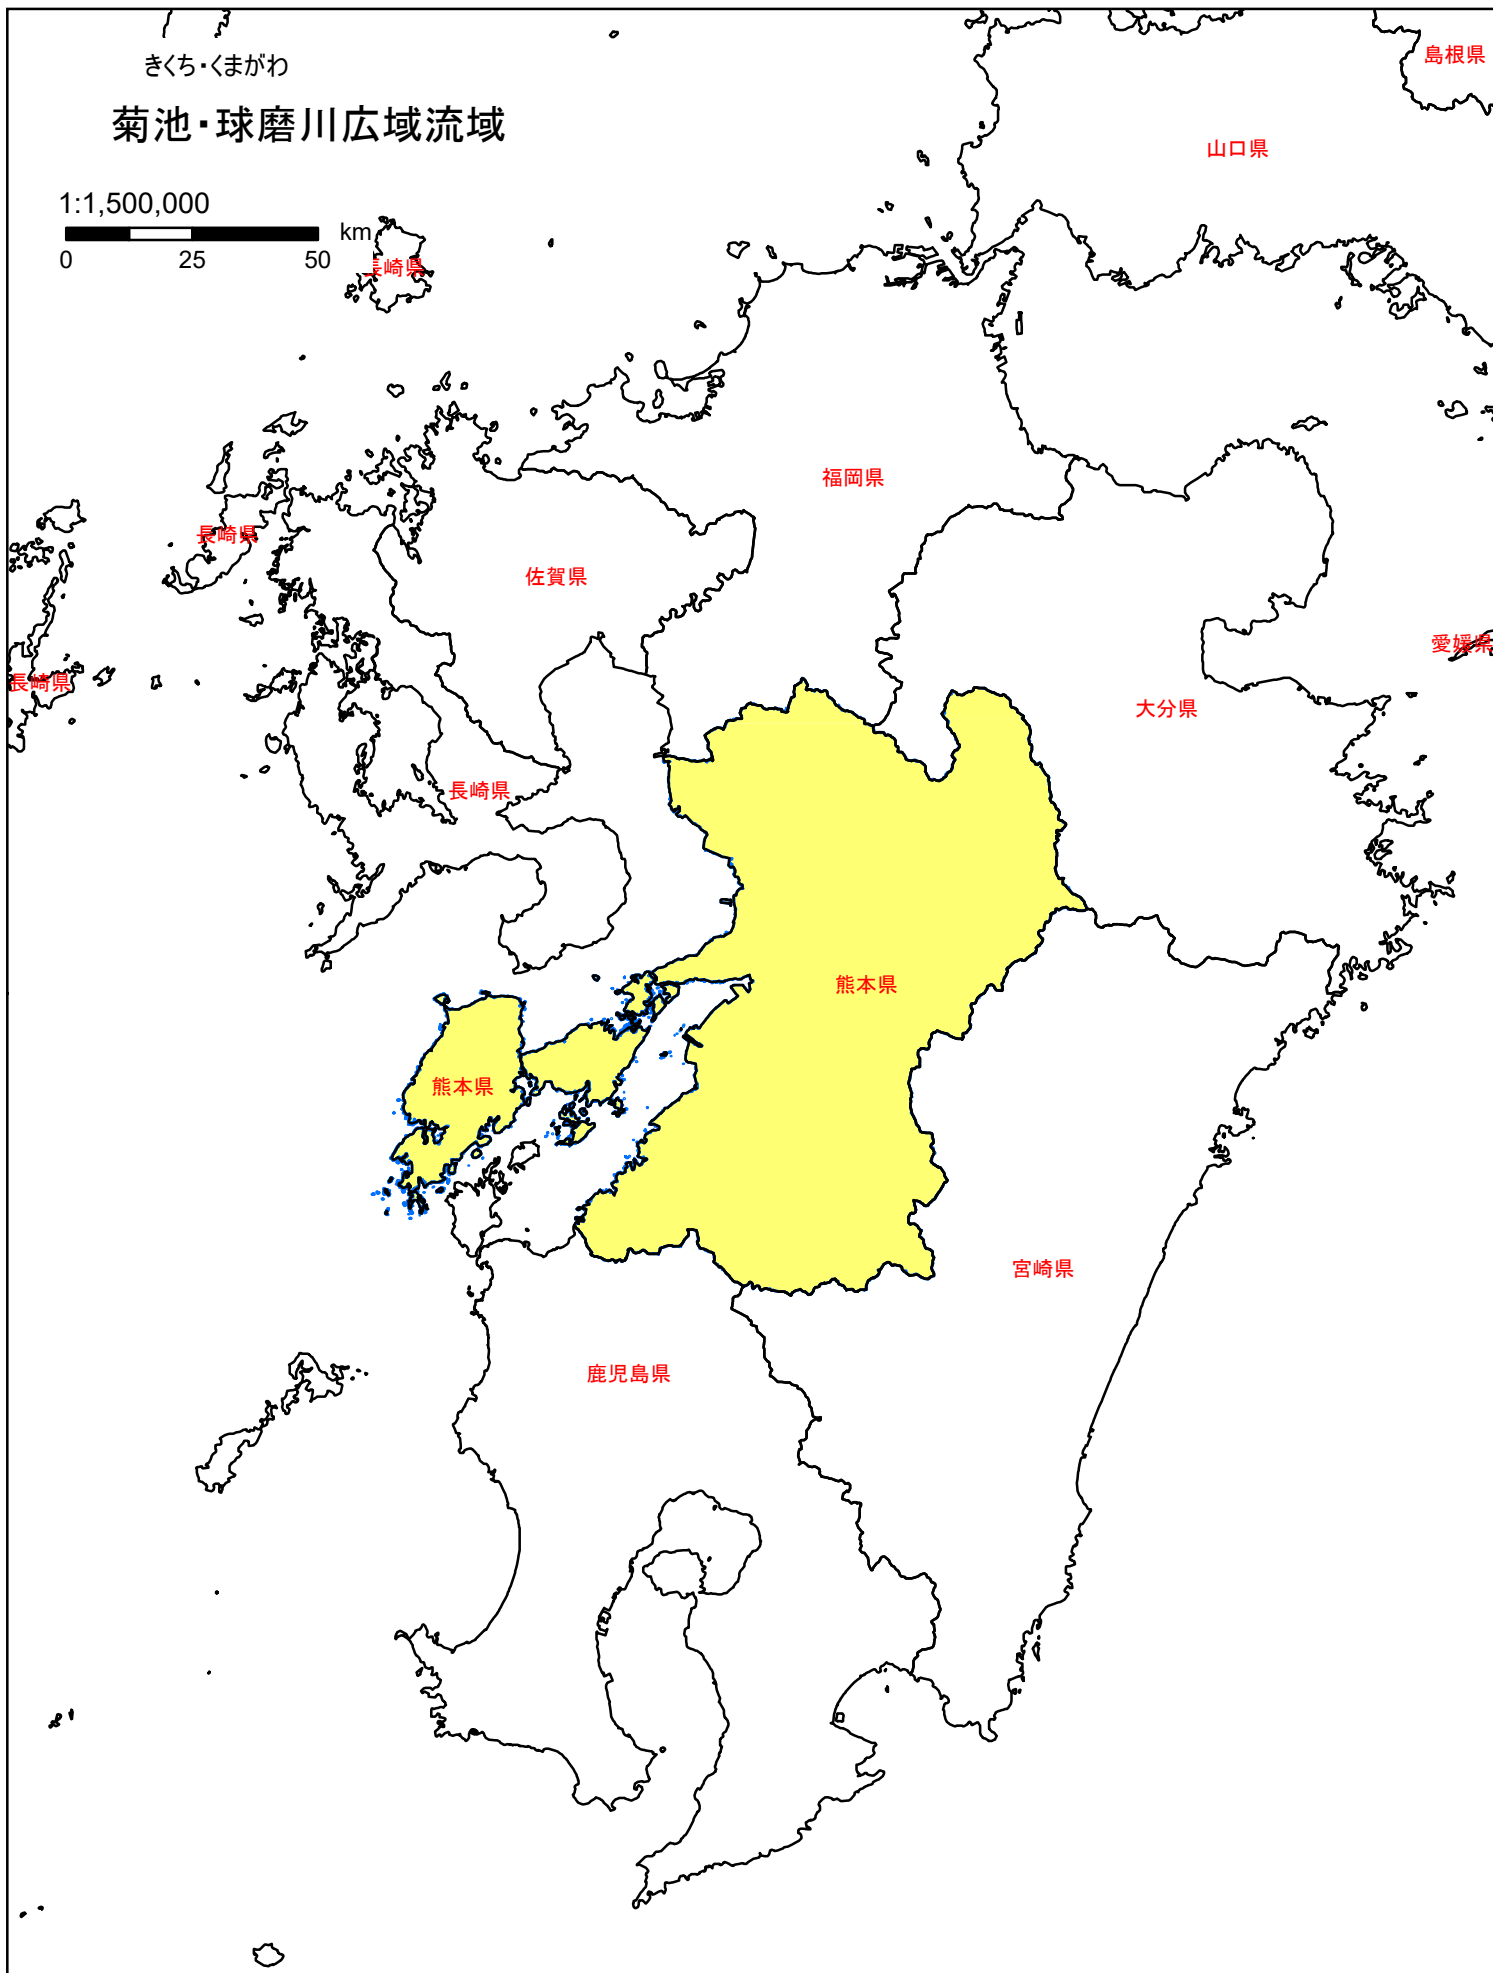 きくち・くまがわ
菊池・球磨川広域流域
1:1,500,000
km
0 25 50
島根県
山口県
長崎県
福岡県
長崎県
佐賀県
愛媛県
長崎県
大分県
長崎県
熊本県
熊本県
宮崎県
鹿児島県